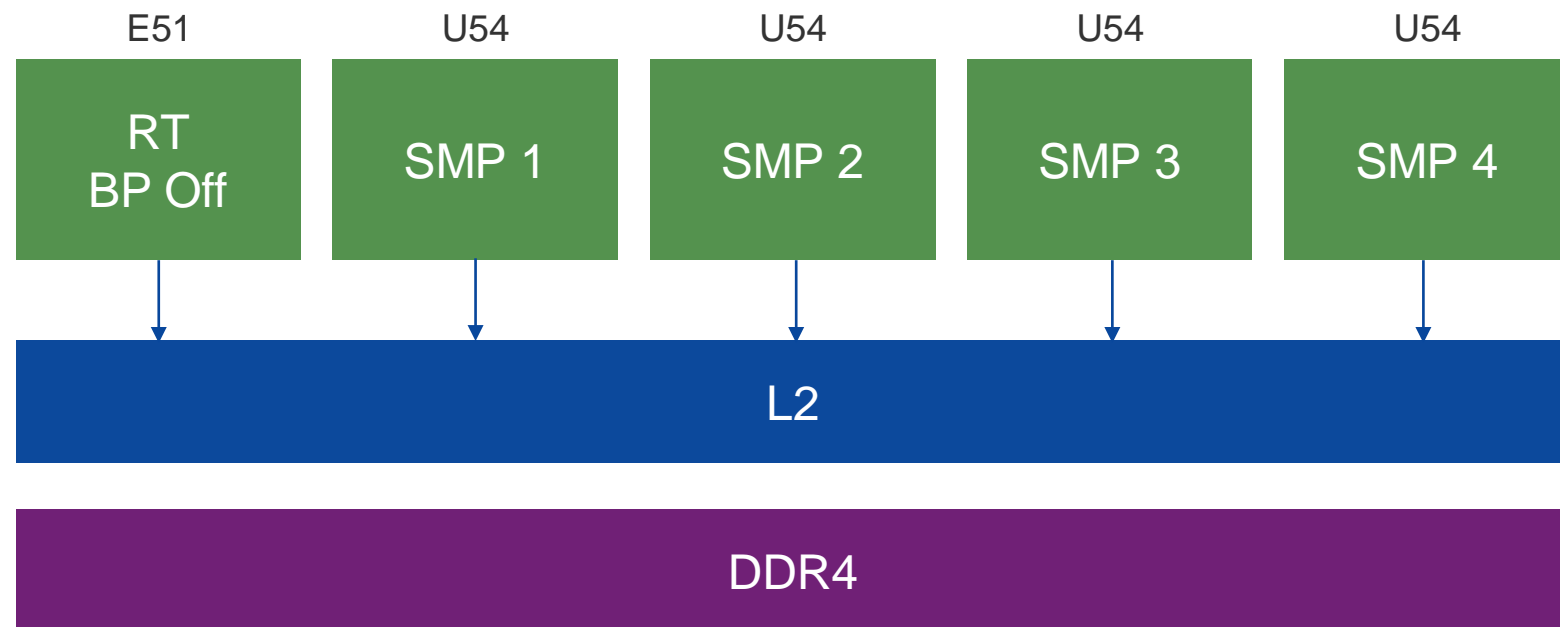 E51
U54
U54
U54
U54
RT
BP Off
SMP 1
SMP 2
SMP 3
SMP 4
L2
DDR4